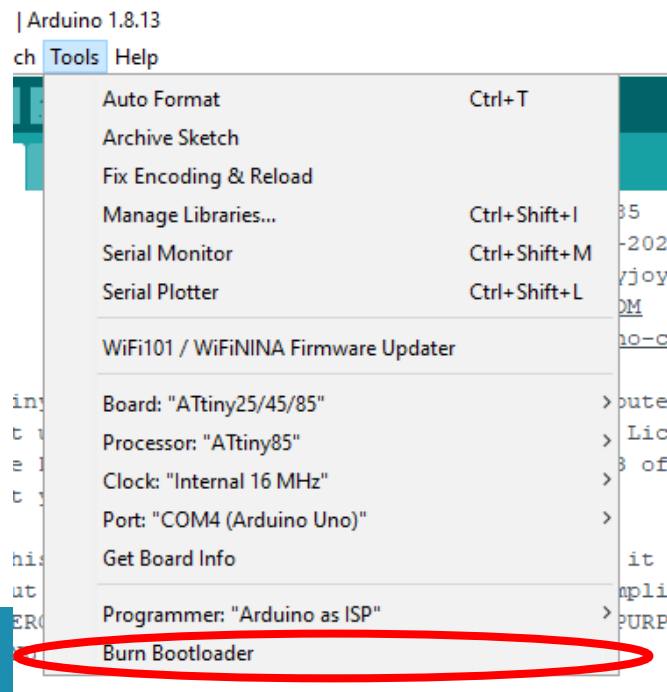 | Arduino 1.8.13
ch Tools Help
Auto Format Ctrl+T
Archive Sketch
Fix Encoding & Reload
Manage Libraries... Ctrl+Shift+I
Serial Monitor Ctrl+Shift+M
Serial Plotter Ctrl+Shift+L
WiFi101 / WiFiNINA Firmware Updater
Board: "ATtiny25/45/85"
Processor: "ATtiny85"
Clock: "Internal 16 MHz"
Port: "COM4 (Arduino Uno)"
Get Board Info
Programmer: "Arduino as ISP"
Burn Bootloader